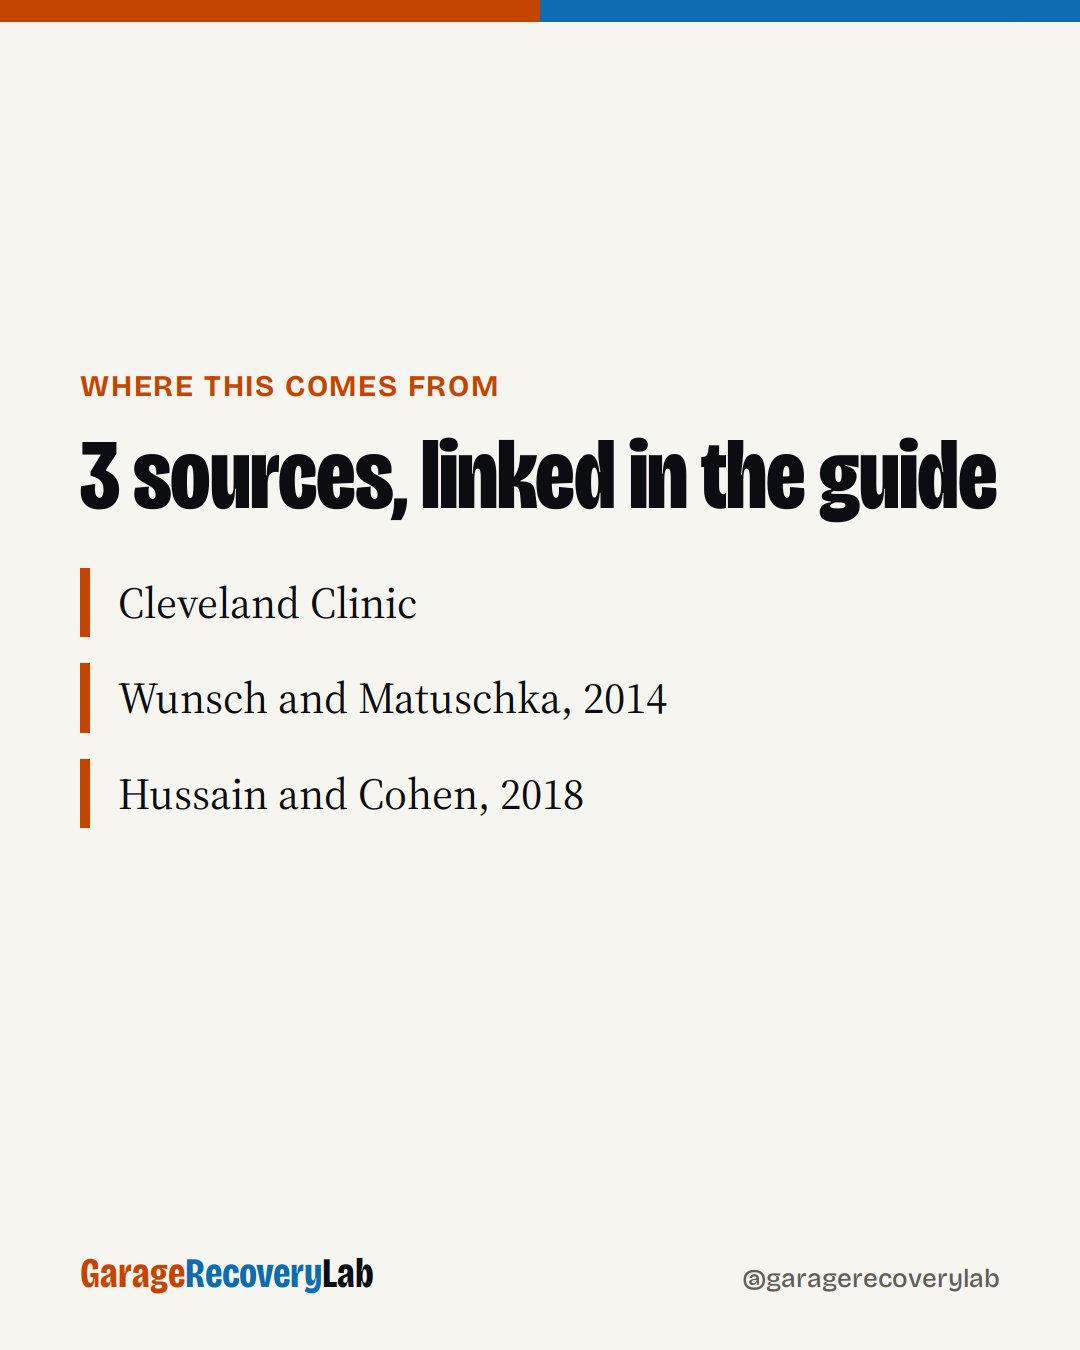 WHERE THIS COMES FROM
3 sources, linked in the guide
Cleveland Clinic
Wunsch and Matuschka, 2014
Hussain and Cohen, 2018
GarageRecoveryLab
@garagerecoverylab